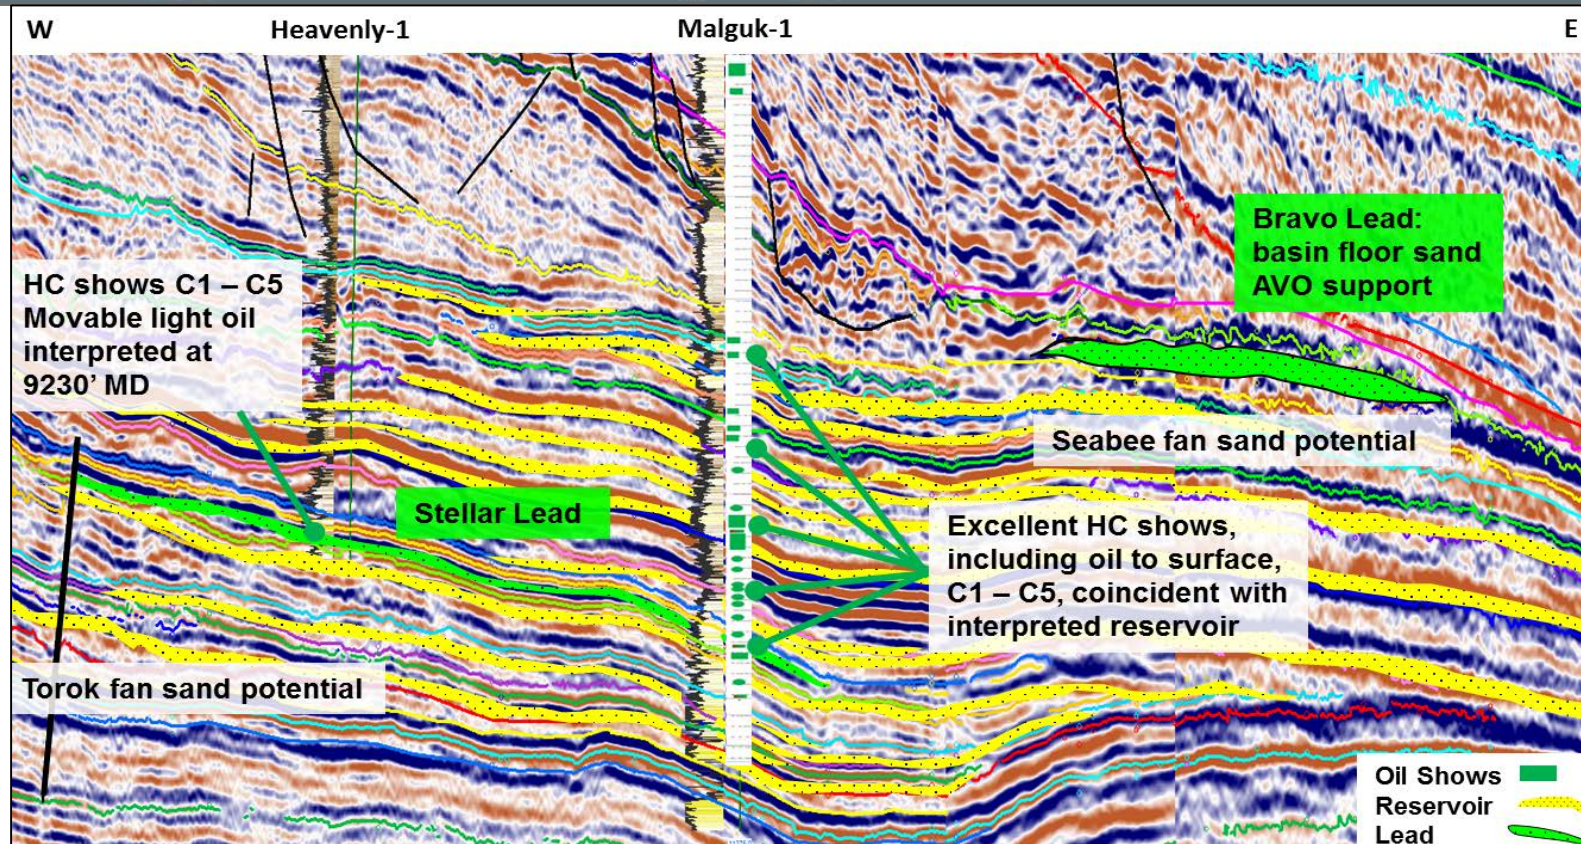 W
Heavenly-1
Malguk-1
E
Bravo Lead:
basin floor sand
AVO support
HC shows C1 – C5
Movable light oil
interpreted at
9230’ MD
Seabee fan sand potential
Stellar Lead
Excellent HC shows,
including oil to surface,
C1 – C5, coincident with
interpreted reservoir
Torok fan sand potential
Oil Shows
Reservoir
Lead